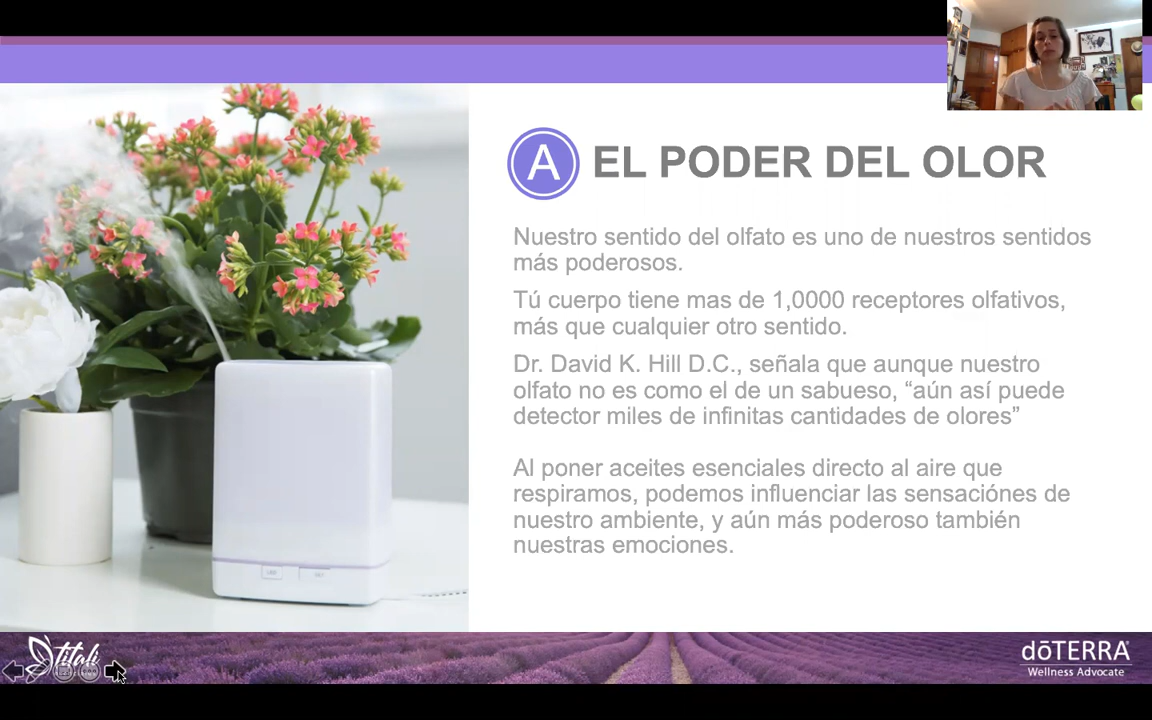 A EL PODER DEL OLOR
Nuestro sentido del olfato es uno de nuestros sentidos
más poderosos.
Tú cuerpo tiene mas de 1,0000 receptores olfativos,
más que cualquier otro sentido.
Dr. David K. Hill D.C., señala que aunque nuestro
olfato no es como el de un sabueso, “aún así puede
detector miles de infinitas cantidades de olores”
Al poner aceites esenciales directo al aire que
respiramos, podemos influenciar las sensaciónes de
nuestro ambiente, y aún más poderoso también
nuestras emociones.
Titali
dōTERRA
Wellness Advocate